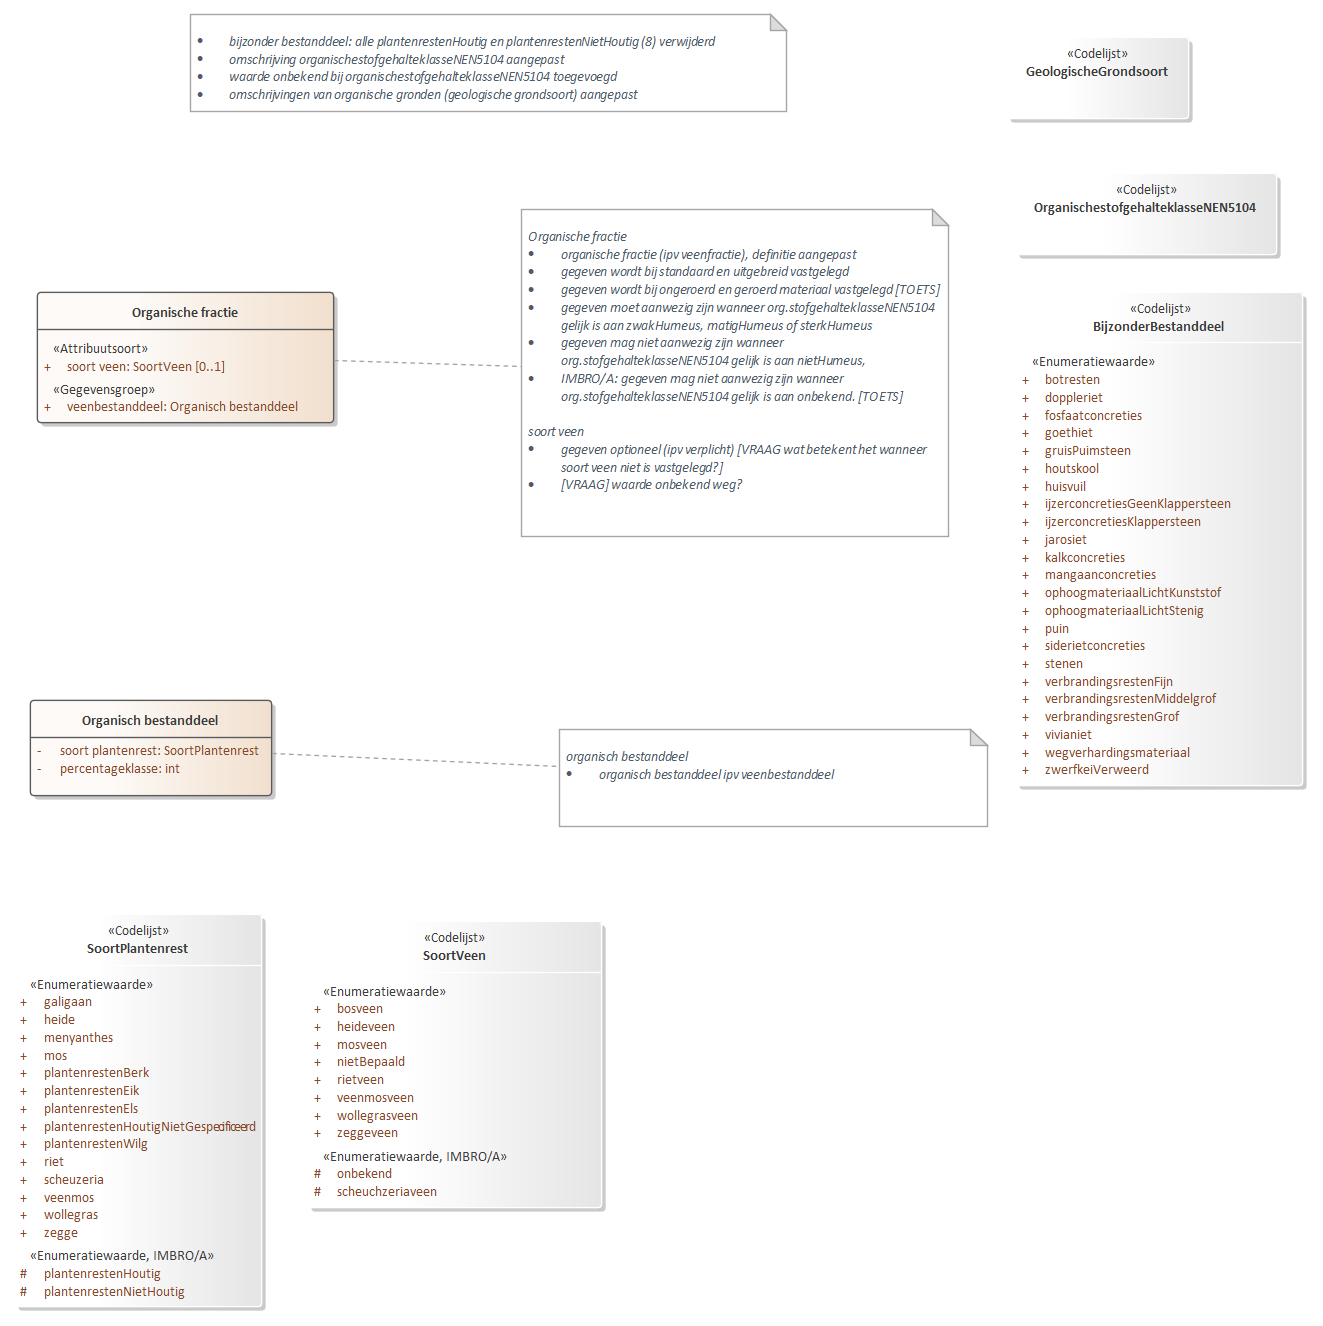 • bijzonder bestanddeel: alle plantenrestenHoutig en plantenrestenNietHoutig (8) verwijderd
• omschrijving organischestofgehalteklasseNEN5104 aangepast
• waarde onbekend bij organischestofgehalteklasseNEN5104 toegevoegd
• omschrijvingen van organische gronden (geologische grondsoort) aangepast
«Codelijst»
GeologischeGrondsoort
«Codelijst»
OrganischestofgehalteklasseNEN5104
Organische fractie
«Attribuutsoort»
+ soort veen: SoortVeen [0..1]
«Gegevensgroep»
+ veenbestanddeel: Organisch bestanddeel
Organische fractie
• organische fractie (ipv veenfractie), definitie aangepast
• gegeven wordt bij standaard en uitgebreid vastgelegd
• gegeven wordt bij ongeroerd en geroerd materiaal vastgelegd [TOETS]
• gegeven moet aanwezig zijn wanneer org.stofgehalteklasseNEN5104
gelijk is aan zwakHumeus, matigHumeus of sterkHumeus
• gegeven mag niet aanwezig zijn wanneer
org.stofgehalteklasseNEN5104 gelijk is aan nietHumeus,
• IMBRO/A: gegeven mag niet aanwezig zijn wanneer
org.stofgehalteklasseNEN5104 gelijk is aan onbekend. [TOETS]
soort veen
• gegeven optioneel (ipv verplicht) [VRAAG wat betekent het wanneer
soort veen niet is vastgelegd?]
• [VRAAG] waarde onbekend weg?
«Codelijst»
BijzonderBestanddeel
«Enumeratiewaarde»
+ botresten
+ doppleriet
+ fosfaatconcreties
+ goethiet
+ gruisPuimsteen
+ houtskool
+ huisvuil
+ ijzerconcretiesGeenKlappersteen
+ ijzerconcretiesKlappersteen
+ jarosiet
+ kalkconcreties
+ mangaanconcreties
+ ophoogmateriaalLichtKunststof
+ ophoogmateriaalLichtStenig
+ puin
+ siderietconcreties
+ stenen
+ verbrandingsrestenFijn
+ verbrandingsrestenMiddelgrof
+ verbrandingsrestenGrof
+ vivianiet
+ wegverhardingsmateriaal
+ zwerfkeiVerweerd
Organisch bestanddeel
- soort plantenrest: SoortPlantenrest
- percentageklasse: int
organisch bestanddeel
• organisch bestanddeel ipv veenbestanddeel
«Codelijst»
SoortPlantenrest
«Enumeratiewaarde»
+ galigaan
+ heide
+ menyanthes
+ mos
+ plantenrestenBerk
+ plantenrestenEik
+ plantenrestenEls
+ plantenrestenHoutigNietGespecificeerd
+ plantenrestenWilg
+ riet
+ scheuzeria
+ veenmos
+ wollegras
+ zegge
«Enumeratiewaarde, IMBRO/A»
# plantenrestenHoutig
# plantenrestenNietHoutig
«Codelijst»
SoortVeen
«Enumeratiewaarde»
+ bosveen
+ heideveen
+ mosveen
+ nietBepaald
+ rietveen
+ veenmosveen
+ wollegrasveen
+ zeggeveen
«Enumeratiewaarde, IMBRO/A»
# onbekend
# scheuchzeriaveen